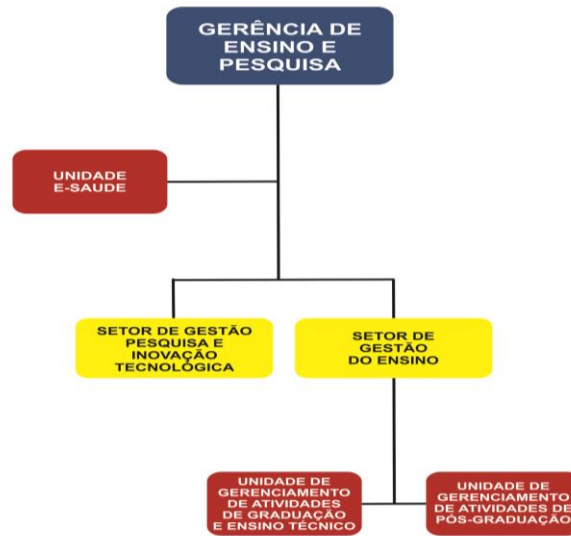 GERÊNCIA DE
ENSINO E
PESQUISA
UNIDADE
E-SAUDE
SETOR DE GESTÃO
PESQUISA E
INOVAÇÃO
TECNOLÓGICA
SETOR DE
GESTÃO
DO ENSINO
UNIDADE DE
GERENCIAMENTO
DE ATIVIDADES
DE GRADUAÇÃO
E ENSINO TÉCNICO
UNIDADE DE
GERENCIAMENTO
DE ATIVIDADES DE
PÓS-GRADUAÇÃO